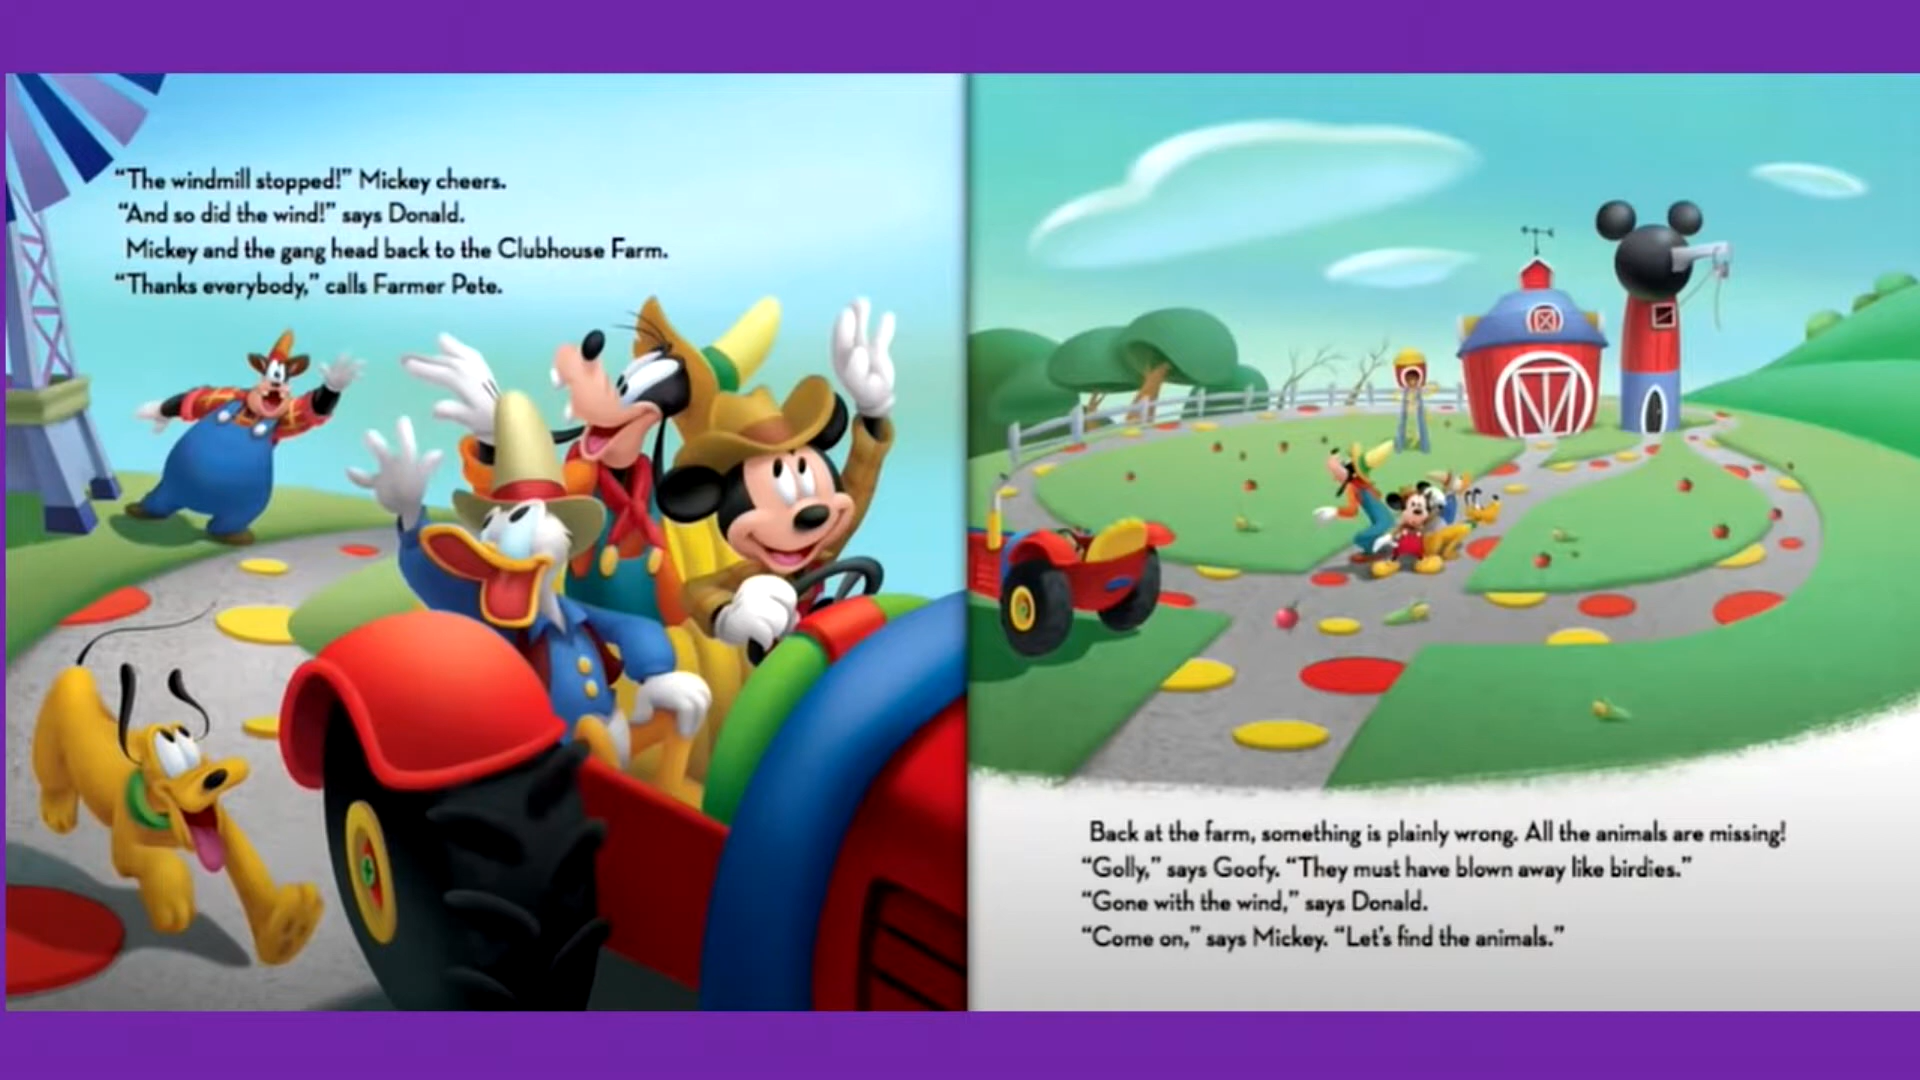 “The windmill stopped!” Mickey cheers.
“And so did the wind!” says Donald.
Mickey and the gang head back to the Clubhouse Farm.
“Thanks everybody,” calls Farmer Pete.
Back at the farm, something is plainly wrong. All the animals are missing!
“Golly,” says Goofy. “They must have blown away like birdies.”
“Gone with the wind,” says Donald.
“Come on,” says Mickey. “Let’s find the animals.”